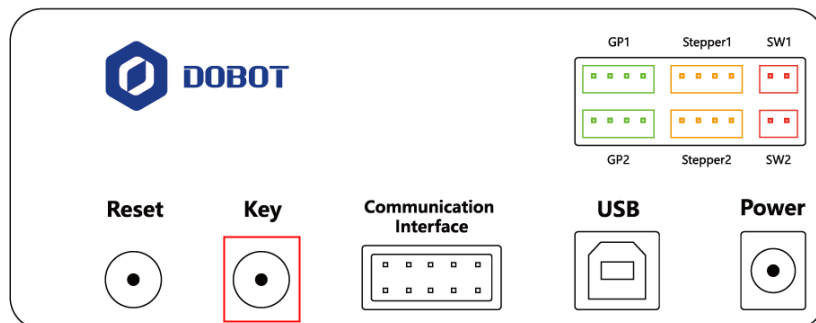 GP1 Stepper1 SW1
DOBOT
GP2 Stepper2 SW2
Reset Key Communication Interface USB Power